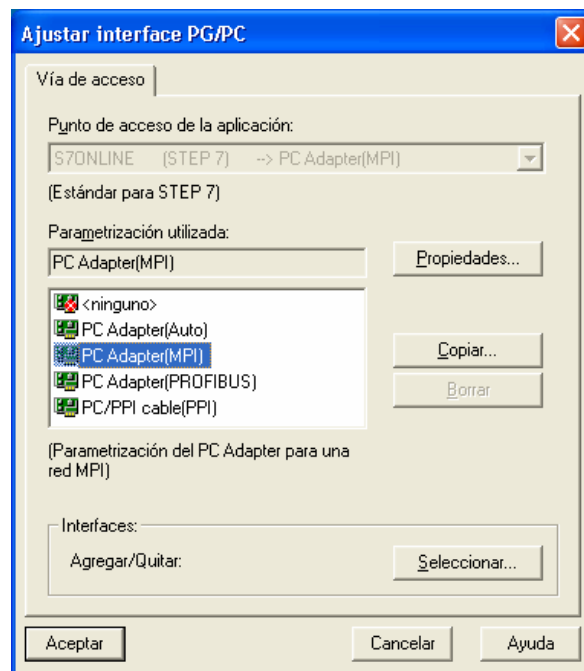 Ajustar interface PG/PC
Vía de acceso
Punto de acceso de la aplicación:
S7ONLINE (STEP 7) --> PC Adapter(MPI)
(Estándar para STEP 7)
Parametrización utilizada:
PC Adapter(MPI)
Propiedades...
<ninguno>
PC Adapter(Auto)
PC Adapter(MPI)
PC Adapter(PROFIBUS)
PC/PPI cable(PPI)
Copiar...
Borrar
(Parametrización del PC Adapter para una
red MPI)
Interfaces:
Agregar/Quitar:
Seleccionar...
Aceptar
Cancelar
Ayuda